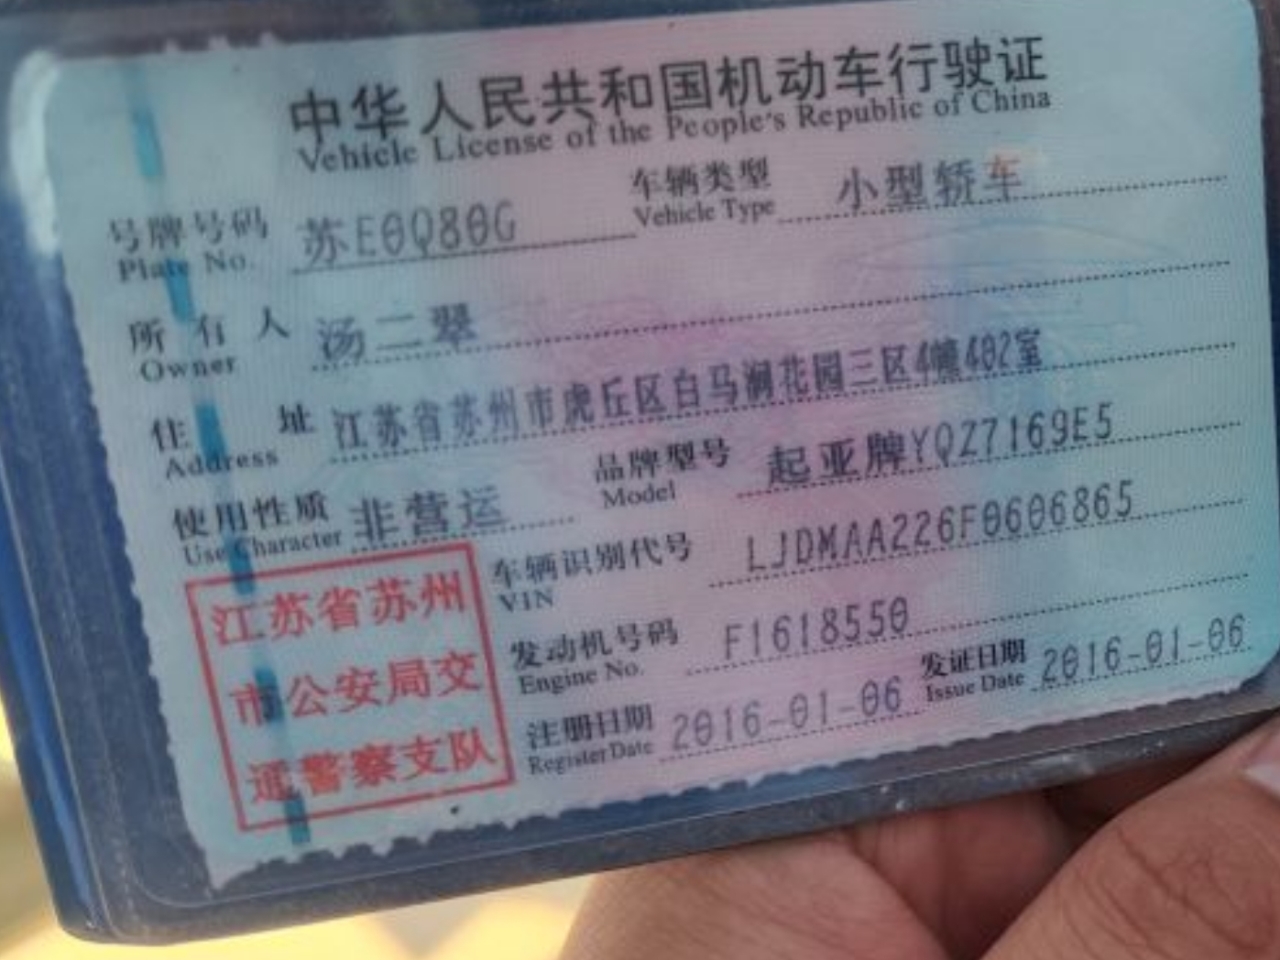 中华人民共和国机动车行驶证
Vehicle License of the People's Republic of China
号牌号码 苏E0Q80G 车辆类型 小型轿车
Plate No. Vehicle Type
所有人 汤二翠
Owner
住址 江苏省苏州市虎丘区白马涧花园三区4幢402室
Address
使用性质 非营运 品牌型号 起亚牌YQZ7169E5
Use Character Model
车辆识别代号 LJDMAA226F0606865
VIN
发动机号码 F1618550
Engine No.
注册日期 2016-01-06 发证日期 2016-01-06
Register Date Issue Date
江苏省苏州
市公安局交
通警察支队